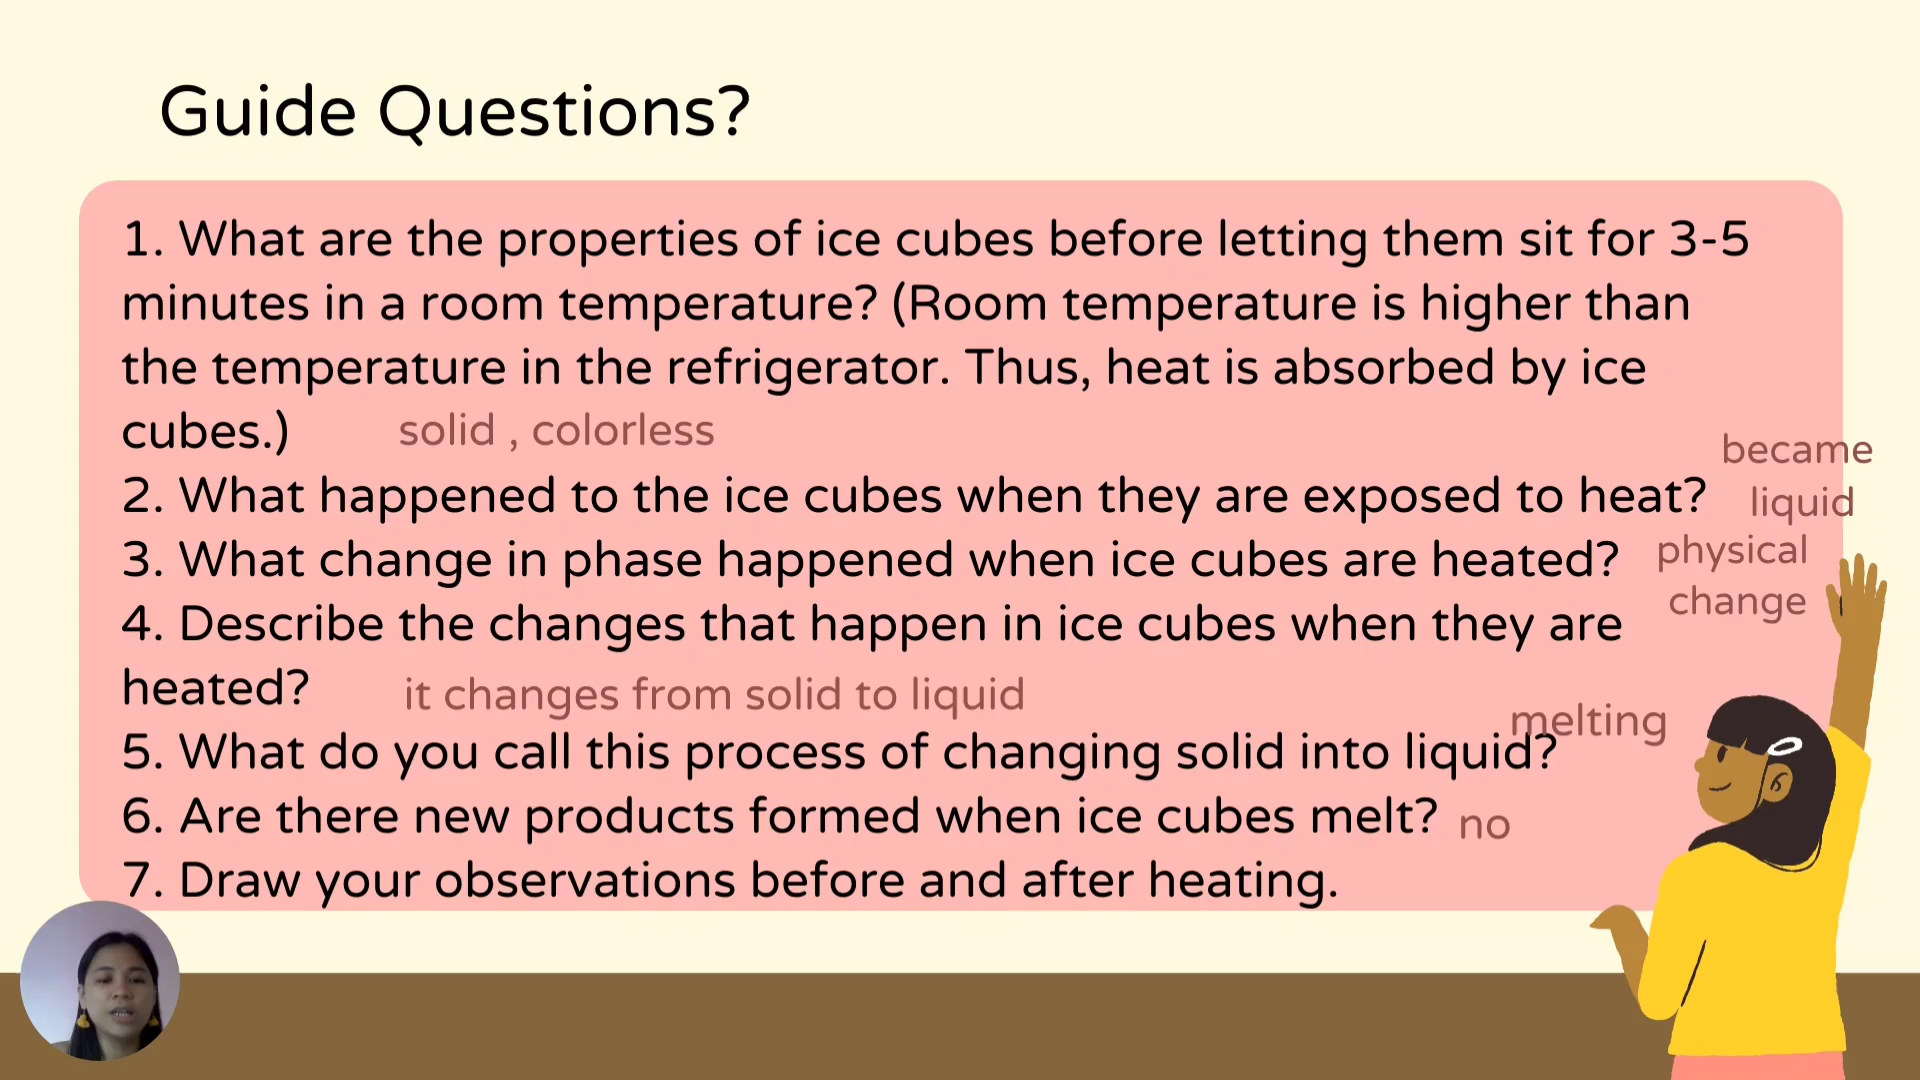 Guide Questions?
1. What are the properties of ice cubes before letting them sit for 3-5
minutes in a room temperature? (Room temperature is higher than
the temperature in the refrigerator. Thus, heat is absorbed by ice
cubes.) solid , colorless
2. What happened to the ice cubes when they are exposed to heat?
became
liquid
3. What change in phase happened when ice cubes are heated?
physical
change
4. Describe the changes that happen in ice cubes when they are
heated? it changes from solid to liquid
5. What do you call this process of changing solid into liquid?
melting
6. Are there new products formed when ice cubes melt? no
7. Draw your observations before and after heating.